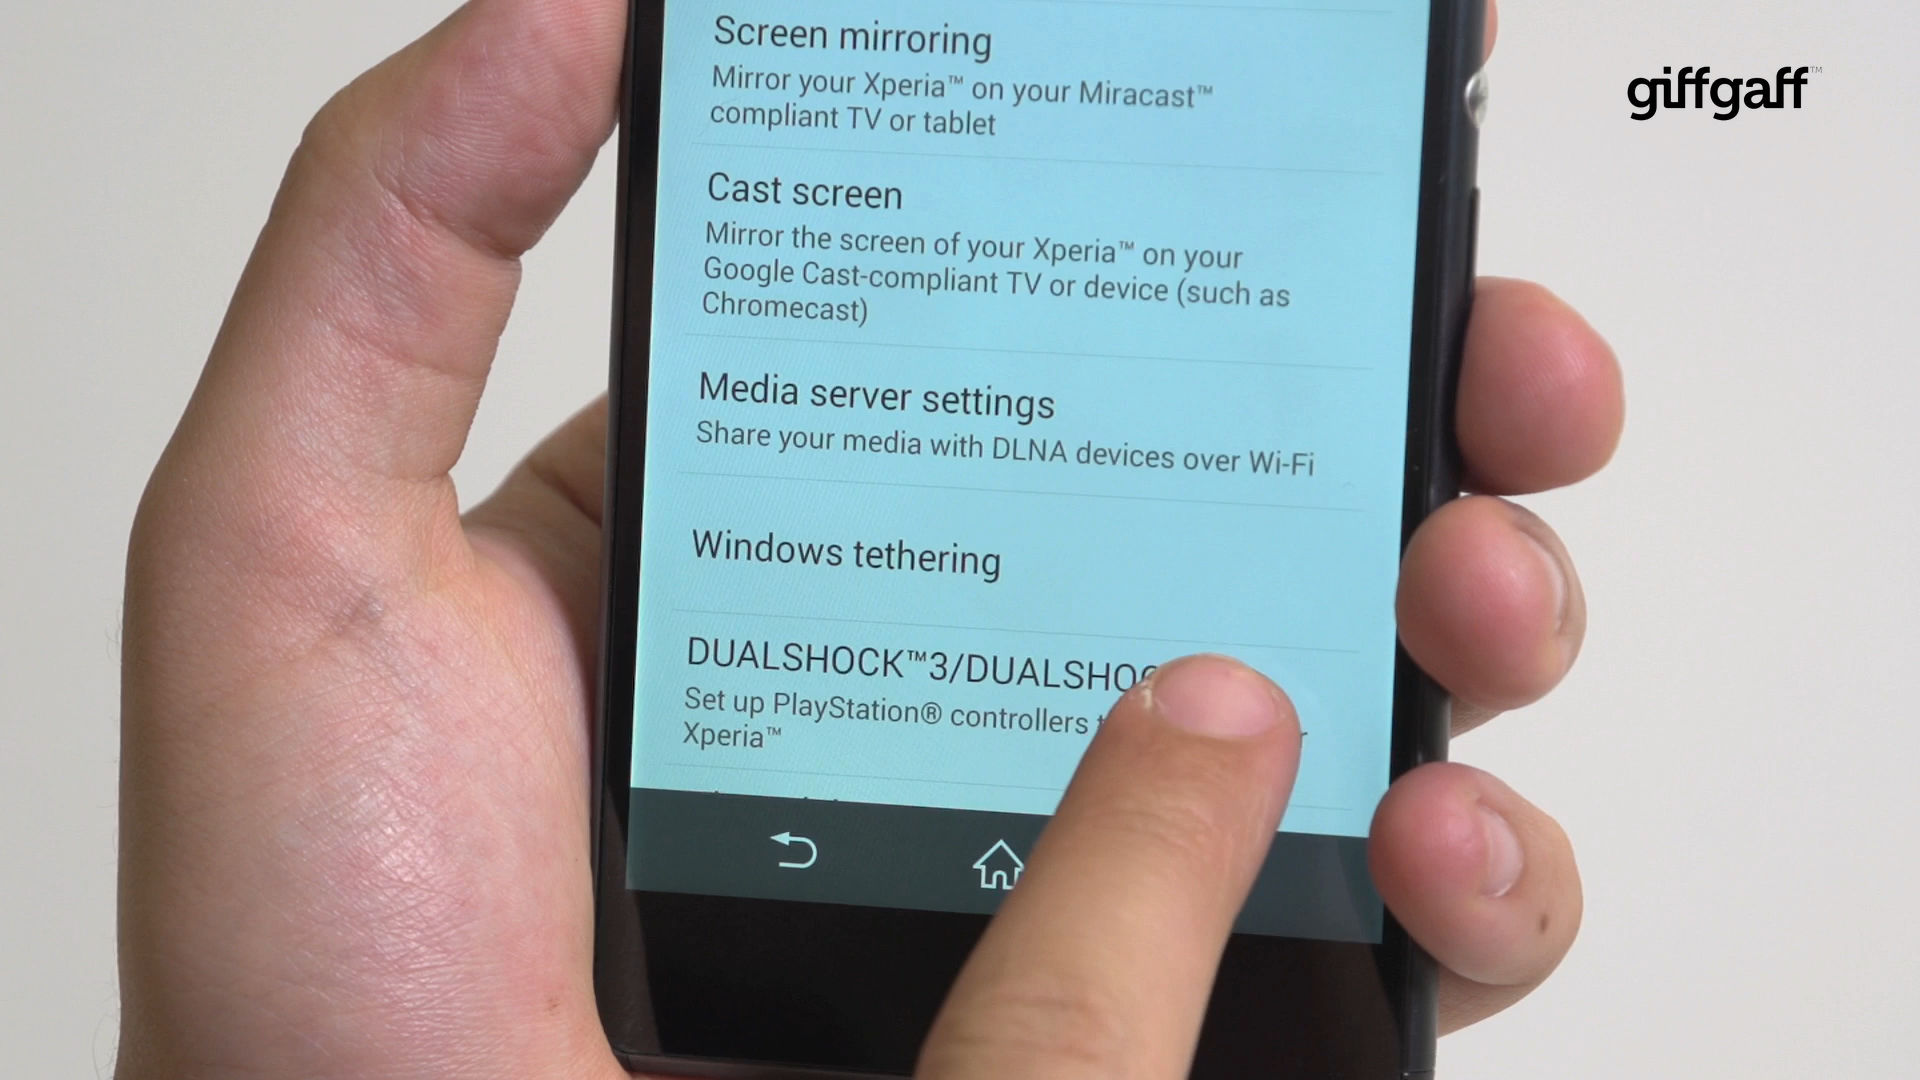 giffgaff™
Screen mirroring
Mirror your Xperia™ on your Miracast™
compliant TV or tablet
Cast screen
Mirror the screen of your Xperia™ on your
Google Cast-compliant TV or device (such as
Chromecast)
Media server settings
Share your media with DLNA devices over Wi-Fi
Windows tethering
DUALSHOCK™3/DUALSHOC
Set up PlayStation® controllers
Xperia™